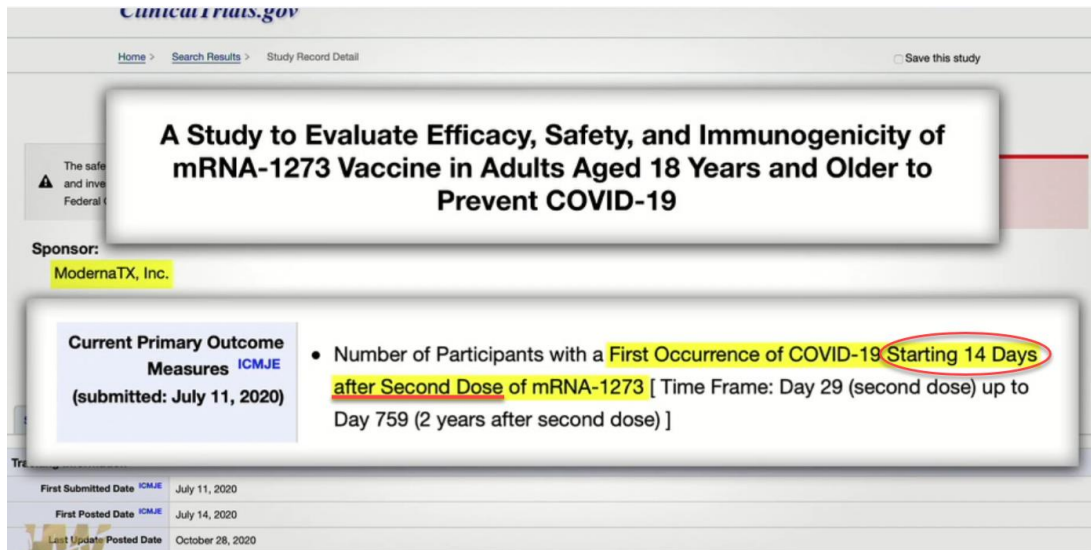 ClinicalTrials.gov
Home > Search Results > Study Record Detail
Save this study
A Study to Evaluate Efficacy, Safety, and Immunogenicity of
mRNA-1273 Vaccine in Adults Aged 18 Years and Older to
Prevent COVID-19
The safe
and inve
Federal
Sponsor:
ModernaTX, Inc.
Current Primary Outcome
Measures ICMJE
(submitted: July 11, 2020)
• Number of Participants with a First Occurrence of COVID-19 Starting 14 Days
after Second Dose of mRNA-1273 [ Time Frame: Day 29 (second dose) up to
Day 759 (2 years after second dose) ]
First Submitted Date ICMJE July 11, 2020
First Posted Date ICMJE July 14, 2020
Last Update Posted Date October 28, 2020